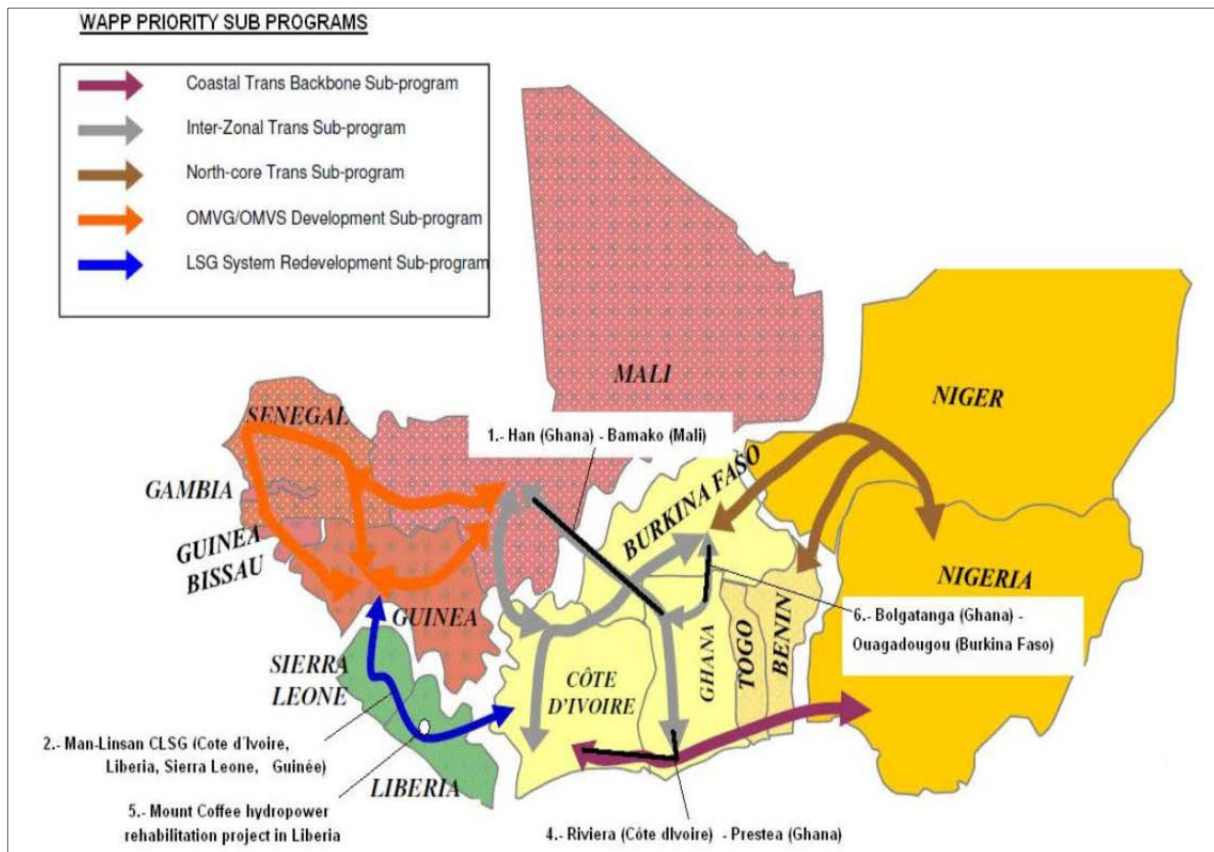 WAPP PRIORITY SUB PROGRAMS
Coastal Trans Backbone Sub-program
Inter-Zonal Trans Sub-program
North-core Trans Sub-program
OMVG/OMVS Development Sub-program
LSG System Redevelopment Sub-program
MALI
NIGER
SENEGAL
1.- Han (Ghana) - Bamako (Mali)
GAMBIA
BURKINA FASO
GUINEA
BISSAU
NIGERIA
GUINEA
6.- Bolgatanga (Ghana) -
Ouagadougou (Burkina Faso)
SIERRA
LEONE
CÔTE
D'IVOIRE
GHANA
TOGO
BENIN
2.- Man-Linsan CLSG (Cote d'Ivoire,
Liberia, Sierra Leone, Guinée)
LIBERIA
5.- Mount Coffee hydropower
rehabilitation project in Liberia
4.- Riviera (Côte dIvoire) - Prestea (Ghana)